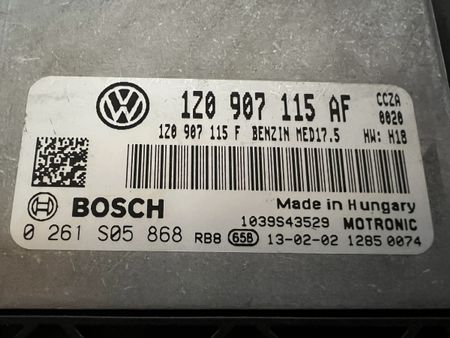 1Z0 907 115 AF
CCZA
0020
1Z0 907 115 F BENZIN MED17.5
HW: H18
BOSCH
Made in Hungary
1039S43529 MOTRONIC
0 261 S05 868 RB8 658 13-02-02 1285 0074